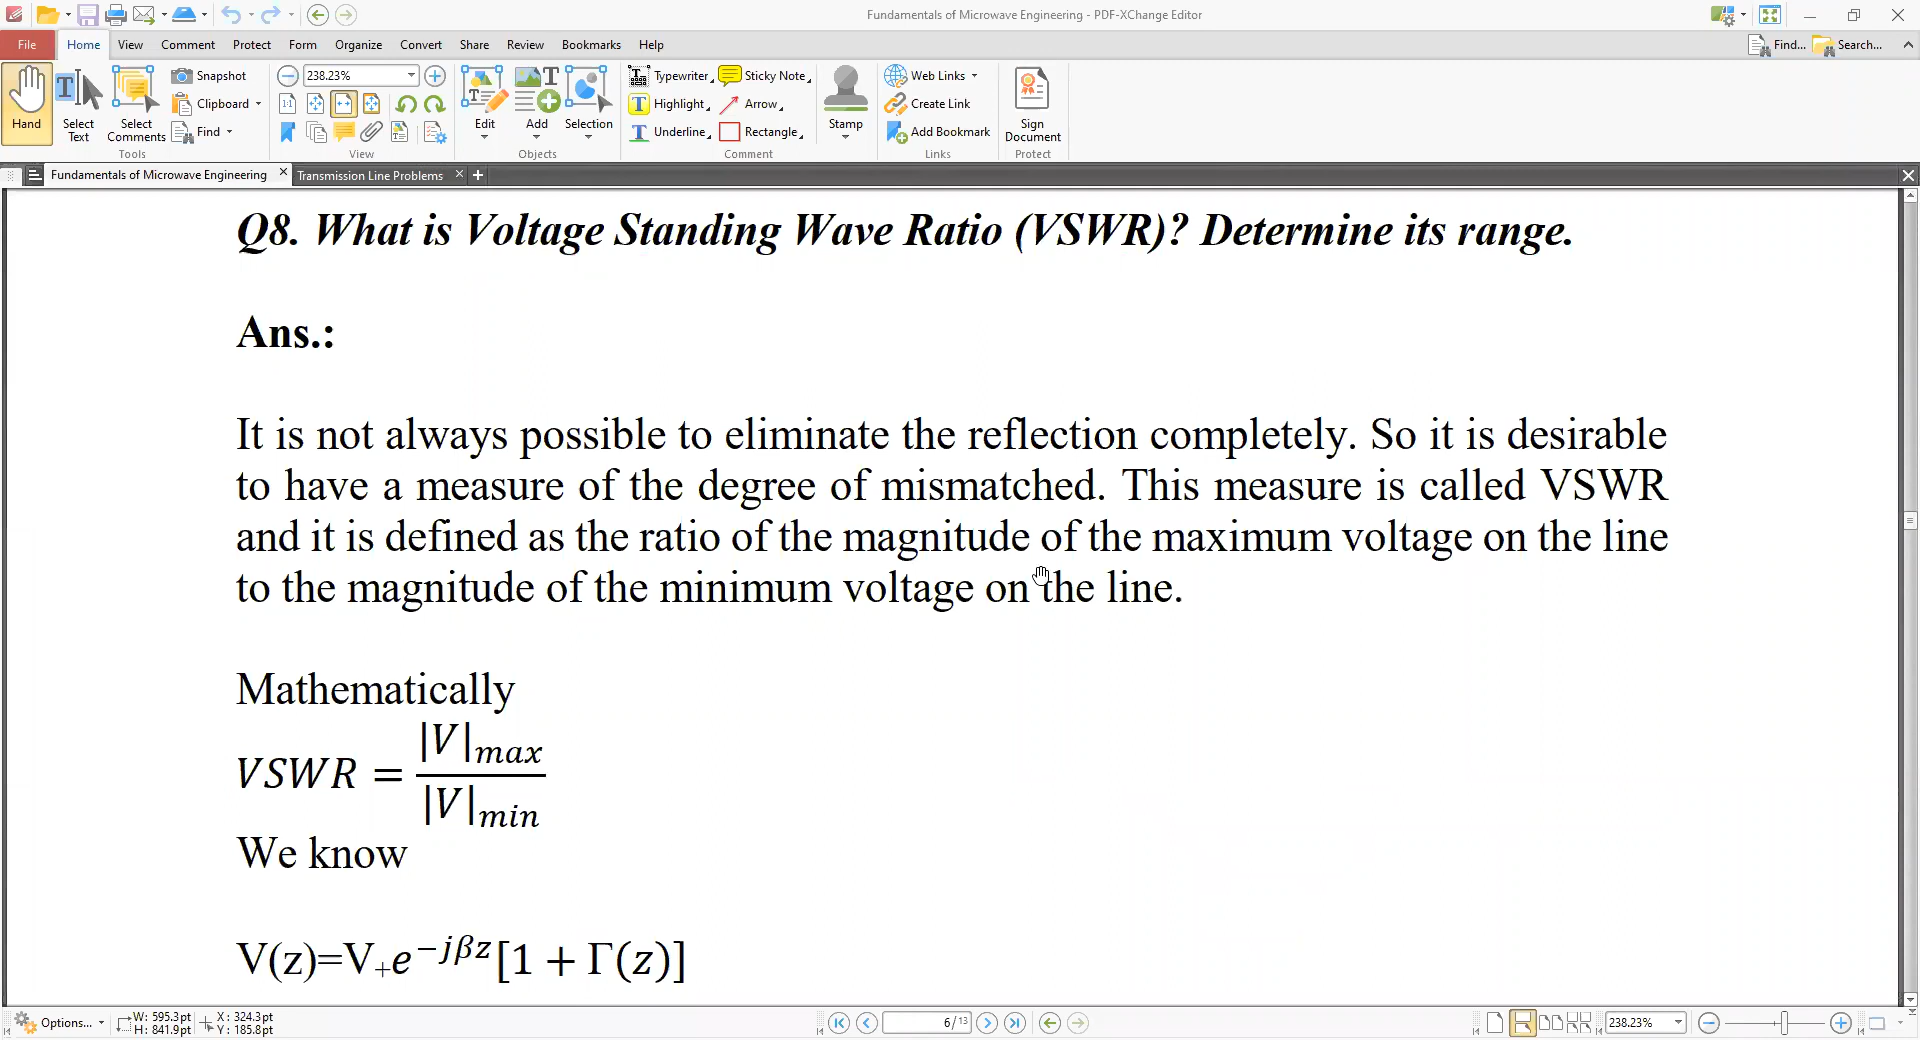 Fundamentals of Microwave Engineering - PDF-XChange Editor
File Home View Comment Protect Form Organize Convert Share Review Bookmarks Help Find... Search...
Hand
Select Text
Select Comments
Snapshot
Clipboard
Find
Tools
238.23%
View
Edit
Add
Selection
Objects
Typewriter
Highlight
Underline
Sticky Note
Arrow
Rectangle
Stamp
Comment
Web Links
Create Link
Add Bookmark
Links
Sign Document
Protect
Fundamentals of Microwave Engineering Transmission Line Problems
Q8. What is Voltage Standing Wave Ratio (VSWR)? Determine its range.
Ans.:
It is not always possible to eliminate the reflection completely. So it is desirable
to have a measure of the degree of mismatched. This measure is called VSWR
and it is defined as the ratio of the magnitude of the maximum voltage on the line
to the magnitude of the minimum voltage on the line.
Mathematically
VSWR = |V|max / |V|min
We know
V(z)=V₊e^{−jβz}[1 + Γ(z)]
Options... W: 595.3pt X: 324.3pt 6/13 238.23%
H: 841.9pt Y: 185.8pt